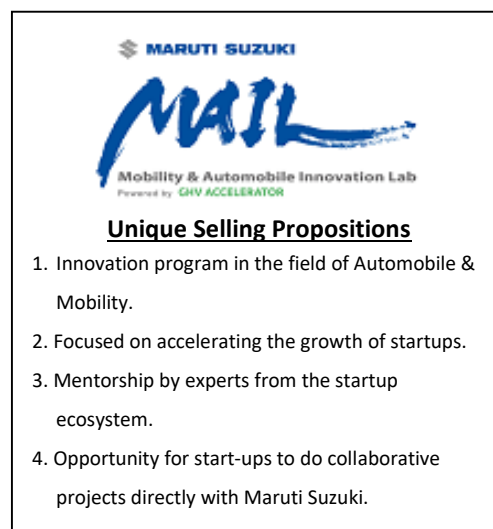 MARUTI SUZUKI
MAIL
Mobility & Automobile Innovation Lab
Powered by GHV ACCELERATOR
Unique Selling Propositions
1. Innovation program in the field of Automobile &
Mobility.
2. Focused on accelerating the growth of startups.
3. Mentorship by experts from the startup
ecosystem.
4. Opportunity for start-ups to do collaborative
projects directly with Maruti Suzuki.